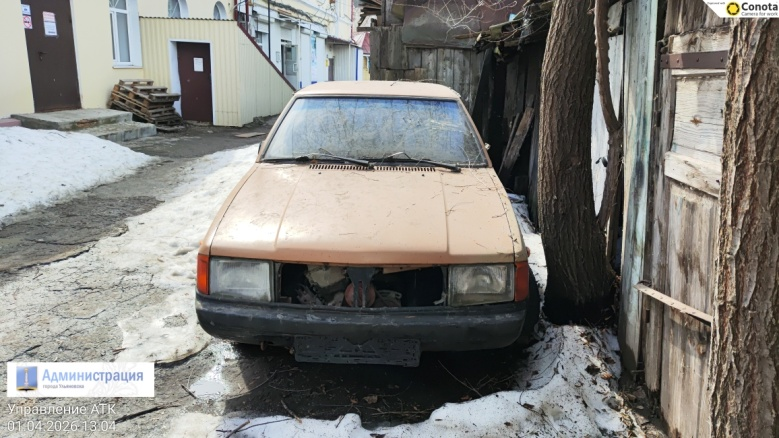 Conota
Camera for work
Администрация
города Ульяновска
Управление АТК
01.04.2026 13:04